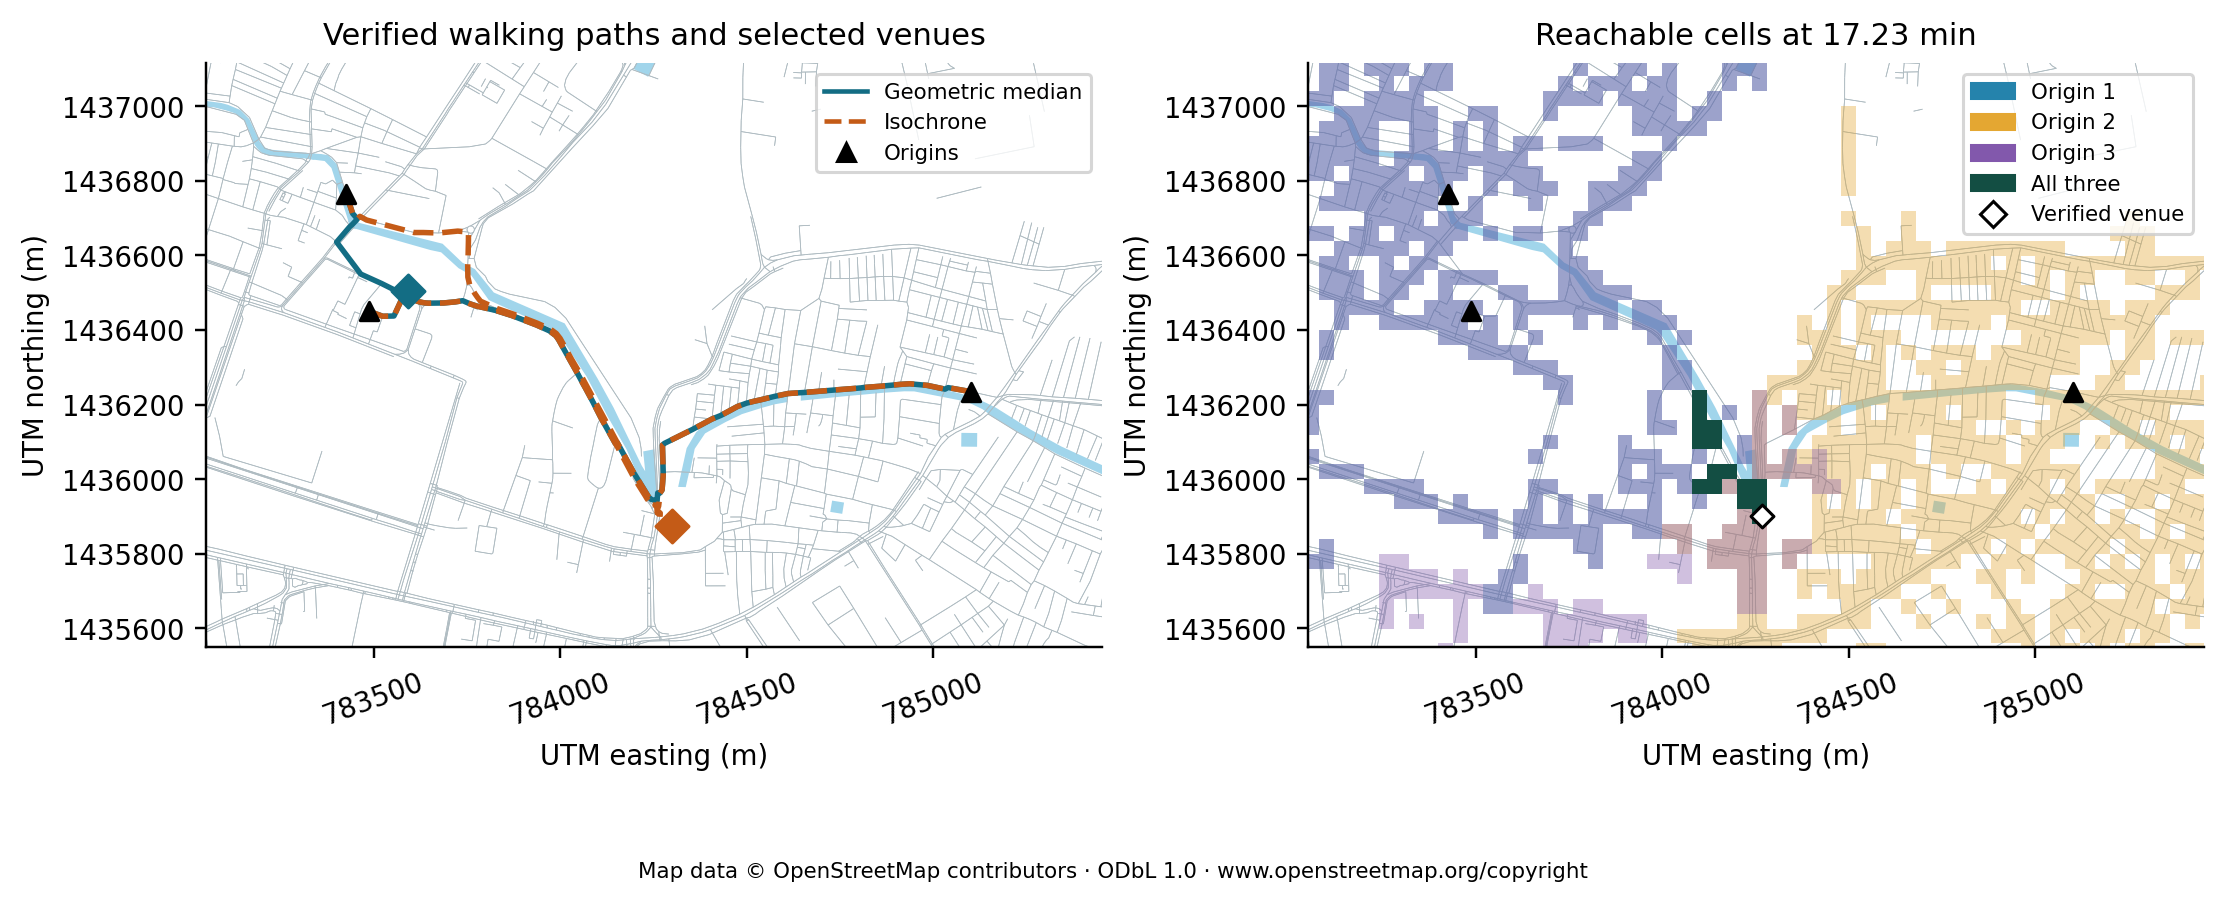 Verified walking paths and selected venues
Geometric median
Isochrone
Origins
1437000
1436800
1436600
1436400
1436200
1436000
1435800
1435600
UTM northing (m)
783500
784000
784500
785000
UTM easting (m)
Reachable cells at 17.23 min
Origin 1
Origin 2
Origin 3
All three
Verified venue
1437000
1436800
1436600
1436400
1436200
1436000
1435800
1435600
UTM northing (m)
783500
784000
784500
785000
UTM easting (m)
Map data © OpenStreetMap contributors · ODbL 1.0 · www.openstreetmap.org/copyright